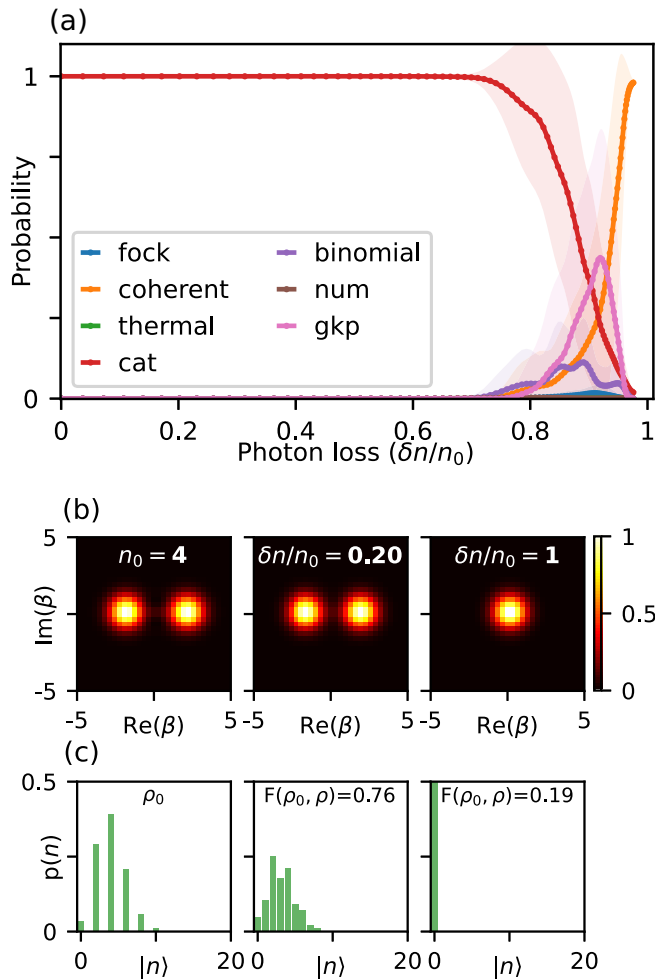 (a)
1
Probability
0
fock
coherent
thermal
cat
binomial
num
gkp
0 0.2 0.4 0.6 0.8 1
Photon loss (δn/n₀)
(b)
5
Im(β)
-5
n₀ = 4
δn/n₀ = 0.20
δn/n₀ = 1
1
0.5
0
-5 Re(β) 5
-5 Re(β) 5
-5 Re(β) 5
(c)
0.5
p(n)
0
ρ₀
F(ρ₀, ρ)=0.76
F(ρ₀, ρ)=0.19
0 |n⟩ 20
0 |n⟩ 20
0 |n⟩ 20